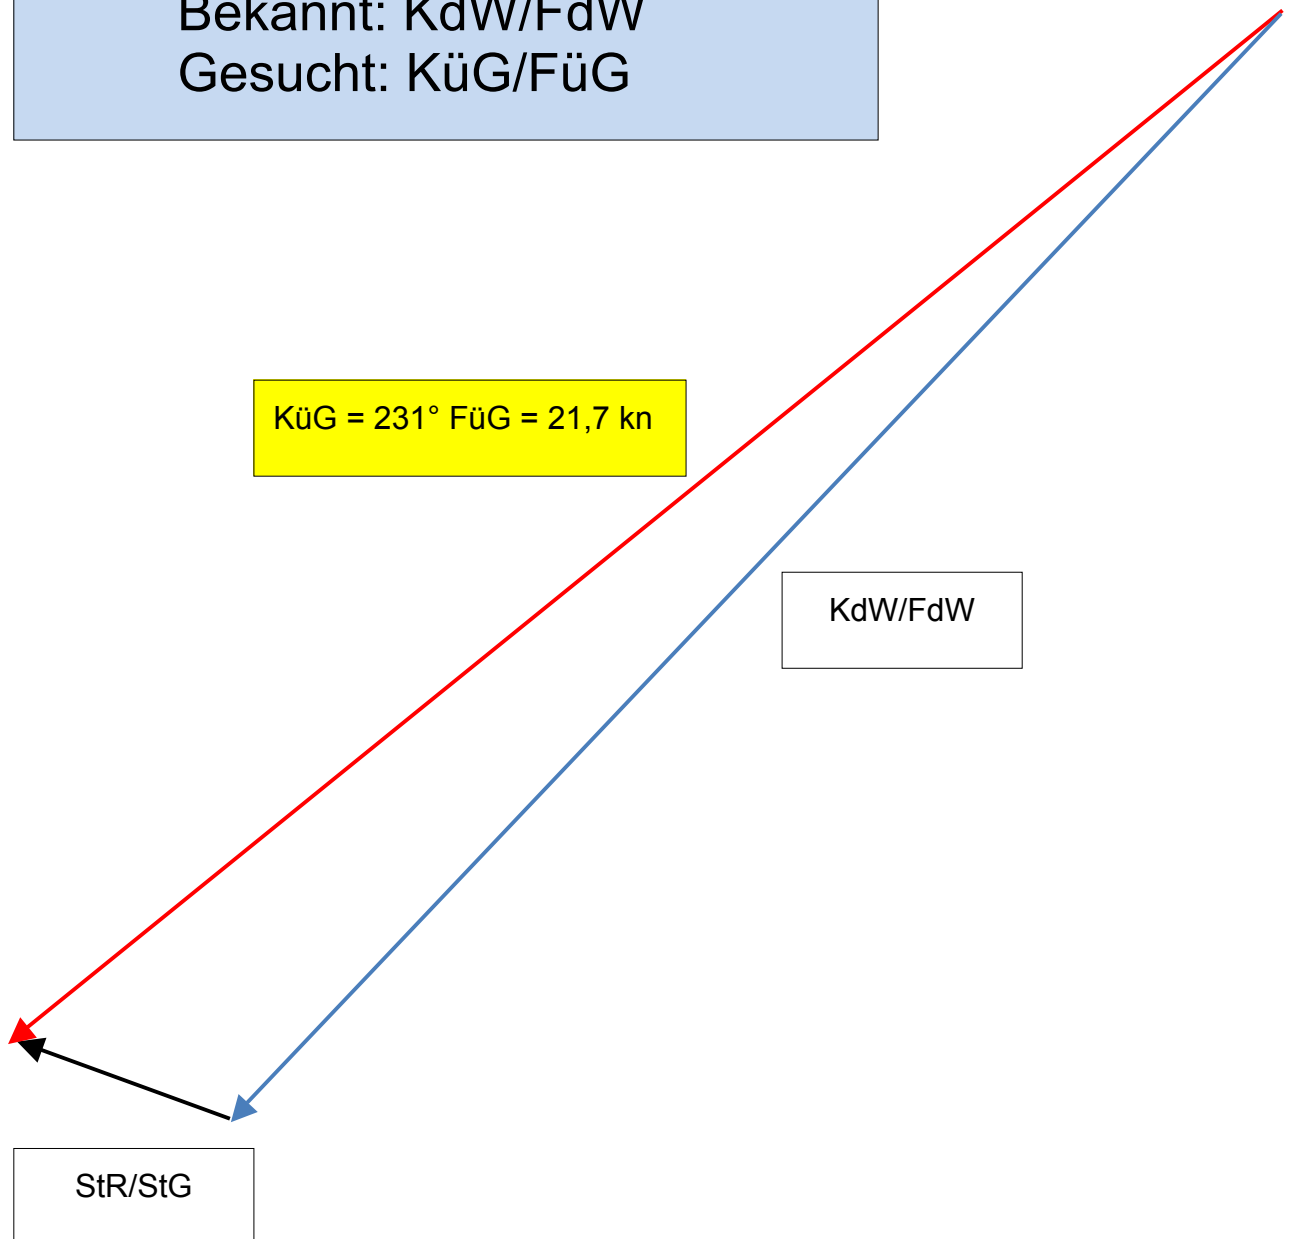 Bekannt: KdW/FdW
Gesucht: KüG/FüG
KüG = 231° FüG = 21,7 kn
KdW/FdW
StR/StG